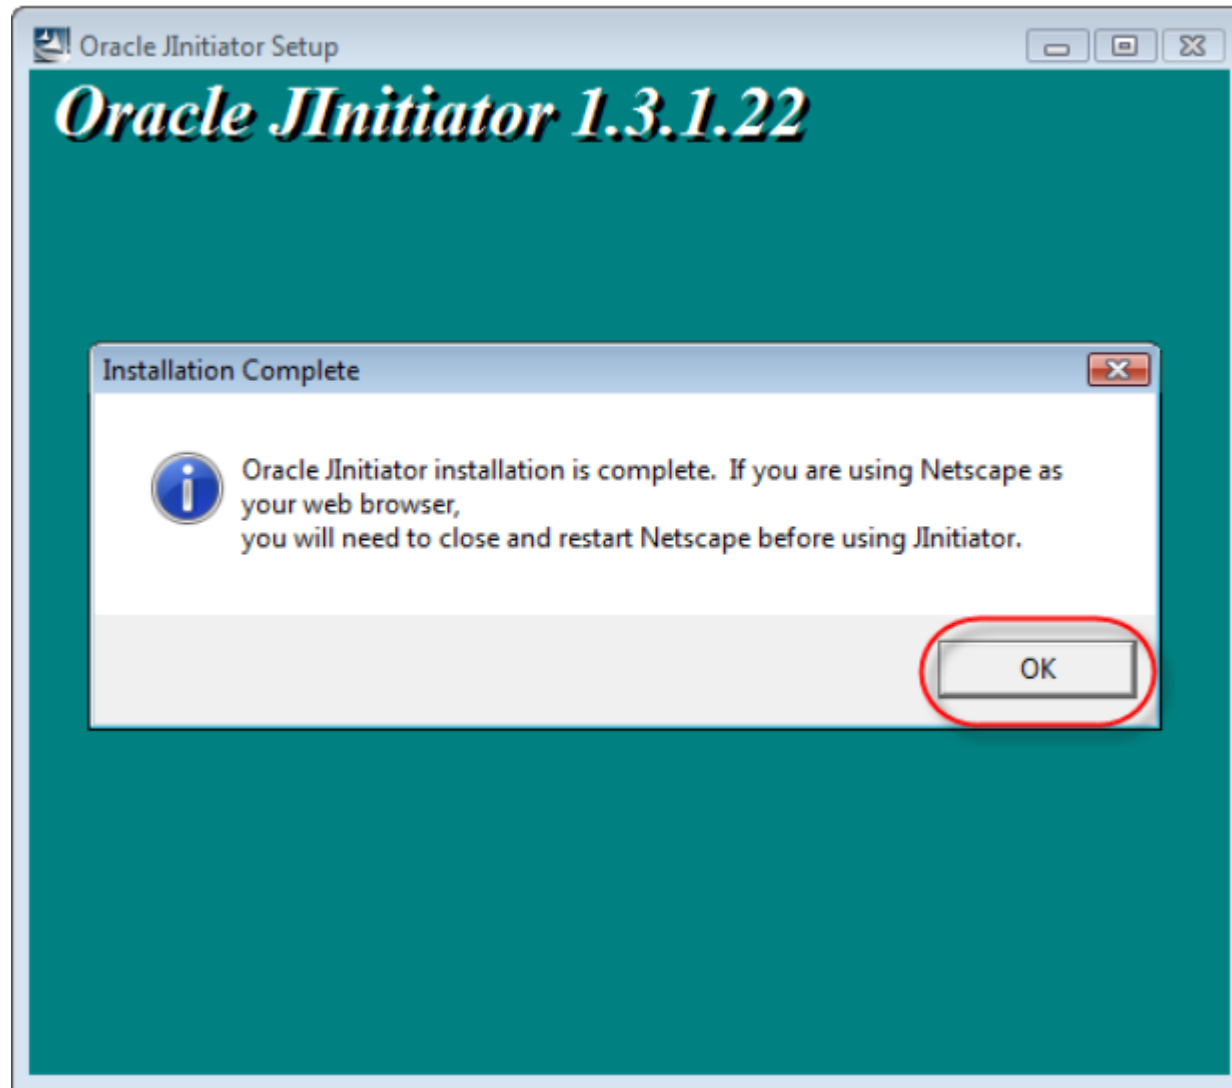 Oracle JInitiator Setup
Oracle JInitiator 1.3.1.22
Installation Complete
Oracle JInitiator installation is complete.  If you are using Netscape as
your web browser,
you will need to close and restart Netscape before using JInitiator.
OK